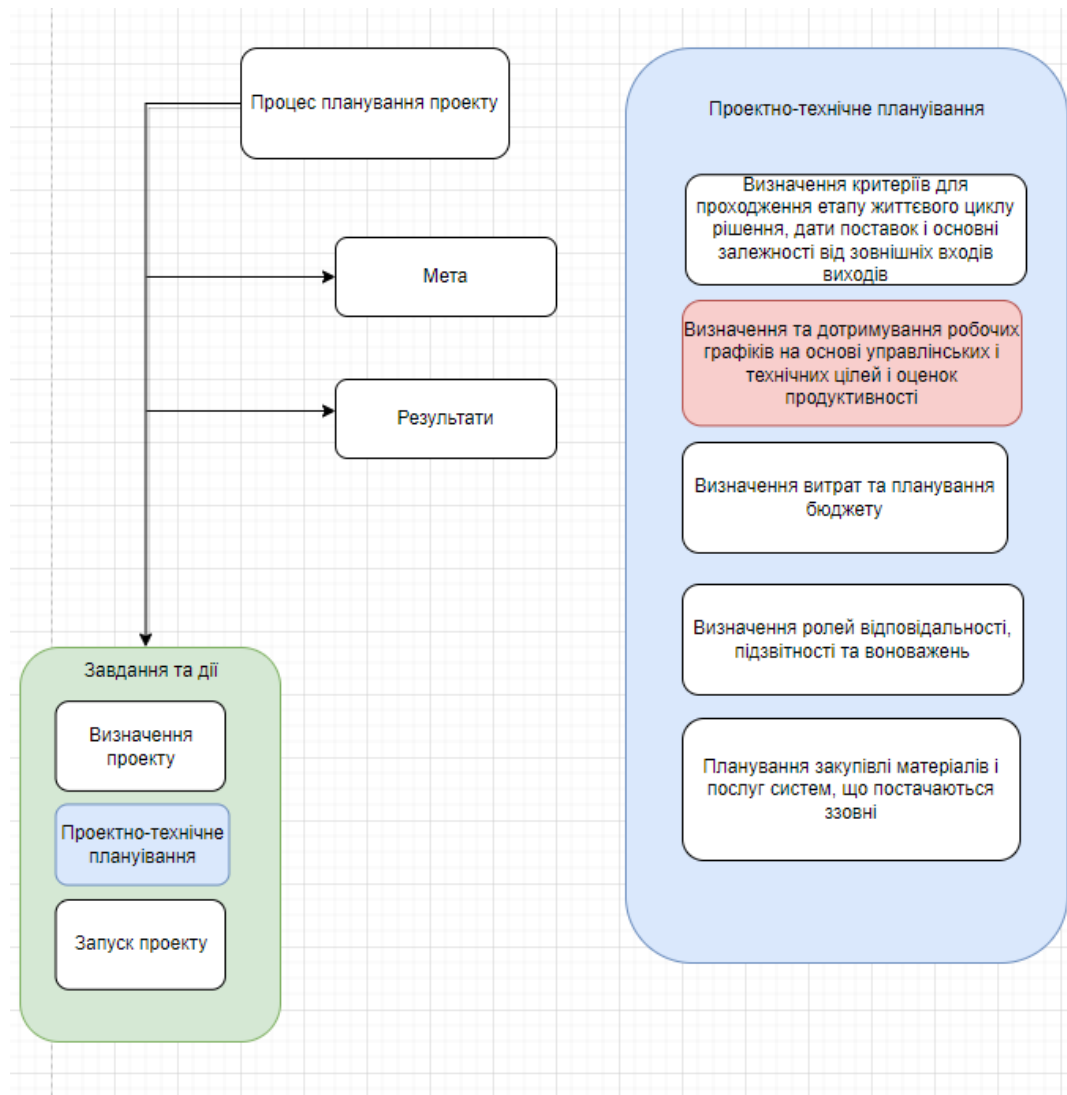 Процес планування проекту
Мета
Результати
Завдання та дії
Визначення
проекту
Проектно-технічне
плануівання
Запуск проекту
Проектно-технічне плануівання
Визначення критеріїв для
проходження етапу життєвого циклу
рішення, дати поставок і основні
залежності від зовнішніх входів
виходів
Визначення та дотримування робочих
графіків на основі управлінських і
технічних цілей і оценок
продуктивності
Визначення витрат та планування
бюджету
Визначення ролей відповідальності,
підзвітності та воноважень
Планування закупівлі матеріалів і
послуг систем, що постачаються
ззовні